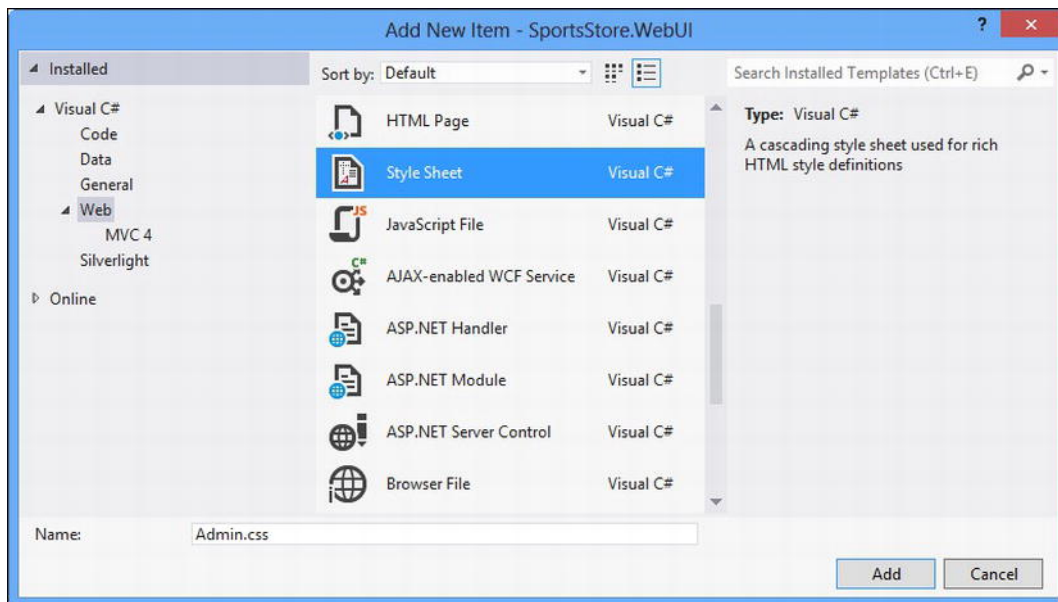 Add New Item - SportsStore.WebUI
?
×
Installed
Sort by: Default
Search Installed Templates (Ctrl+E)
Visual C#
Code
Data
General
Web
MVC 4
Silverlight
Online
HTML Page Visual C#
Style Sheet Visual C#
JS
JavaScript File Visual C#
C#
AJAX-enabled WCF Service Visual C#
ASP.NET Handler Visual C#
ASP.NET Module Visual C#
ASP.NET Server Control Visual C#
Browser File Visual C#
Type: Visual C#
A cascading style sheet used for rich
HTML style definitions
Name: Admin.css
Add Cancel